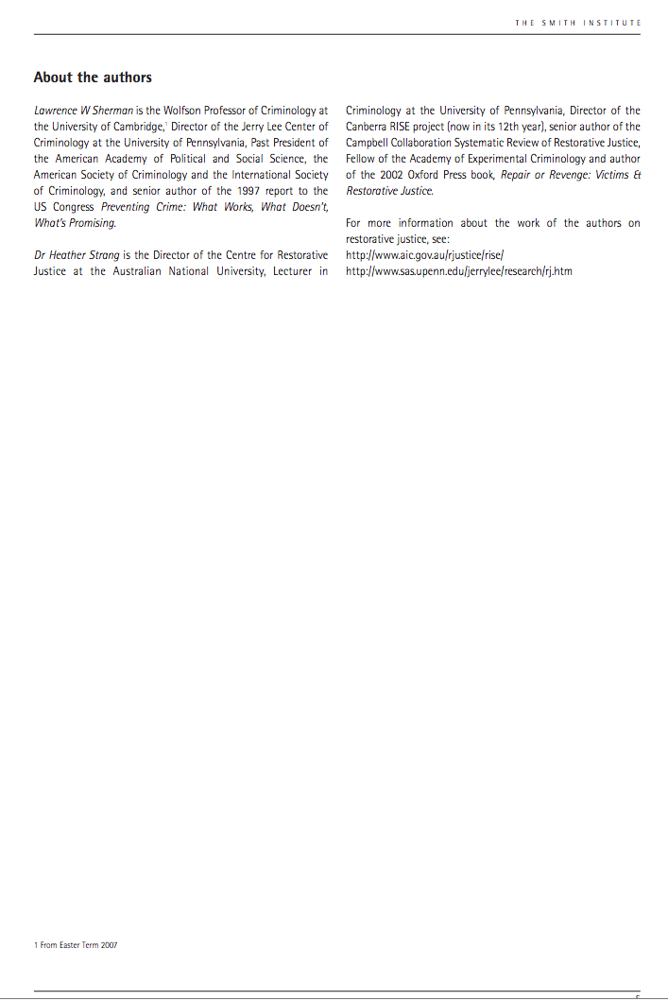 THE SMITH INSTITUTE
About the authors
Lawrence W Sherman is the Wolfson Professor of Criminology at
the University of Cambridge,1 Director of the Jerry Lee Center of
Criminology at the University of Pennsylvania, Past President of
the American Academy of Political and Social Science, the
American Society of Criminology and the International Society
of Criminology, and senior author of the 1997 report to the
US Congress Preventing Crime: What Works, What Doesn't,
What's Promising.
Dr Heather Strang is the Director of the Centre for Restorative
Justice at the Australian National University, Lecturer in
Criminology at the University of Pennsylvania, Director of the
Canberra RISE project (now in its 12th year), senior author of the
Campbell Collaboration Systematic Review of Restorative Justice,
Fellow of the Academy of Experimental Criminology and author
of the 2002 Oxford Press book, Repair or Revenge: Victims &
Restorative Justice.
For more information about the work of the authors on
restorative justice, see:
http://www.aic.gov.au/rjustice/rise/
http://www.sas.upenn.edu/jerrylee/research/rj.htm
1 From Easter Term 2007